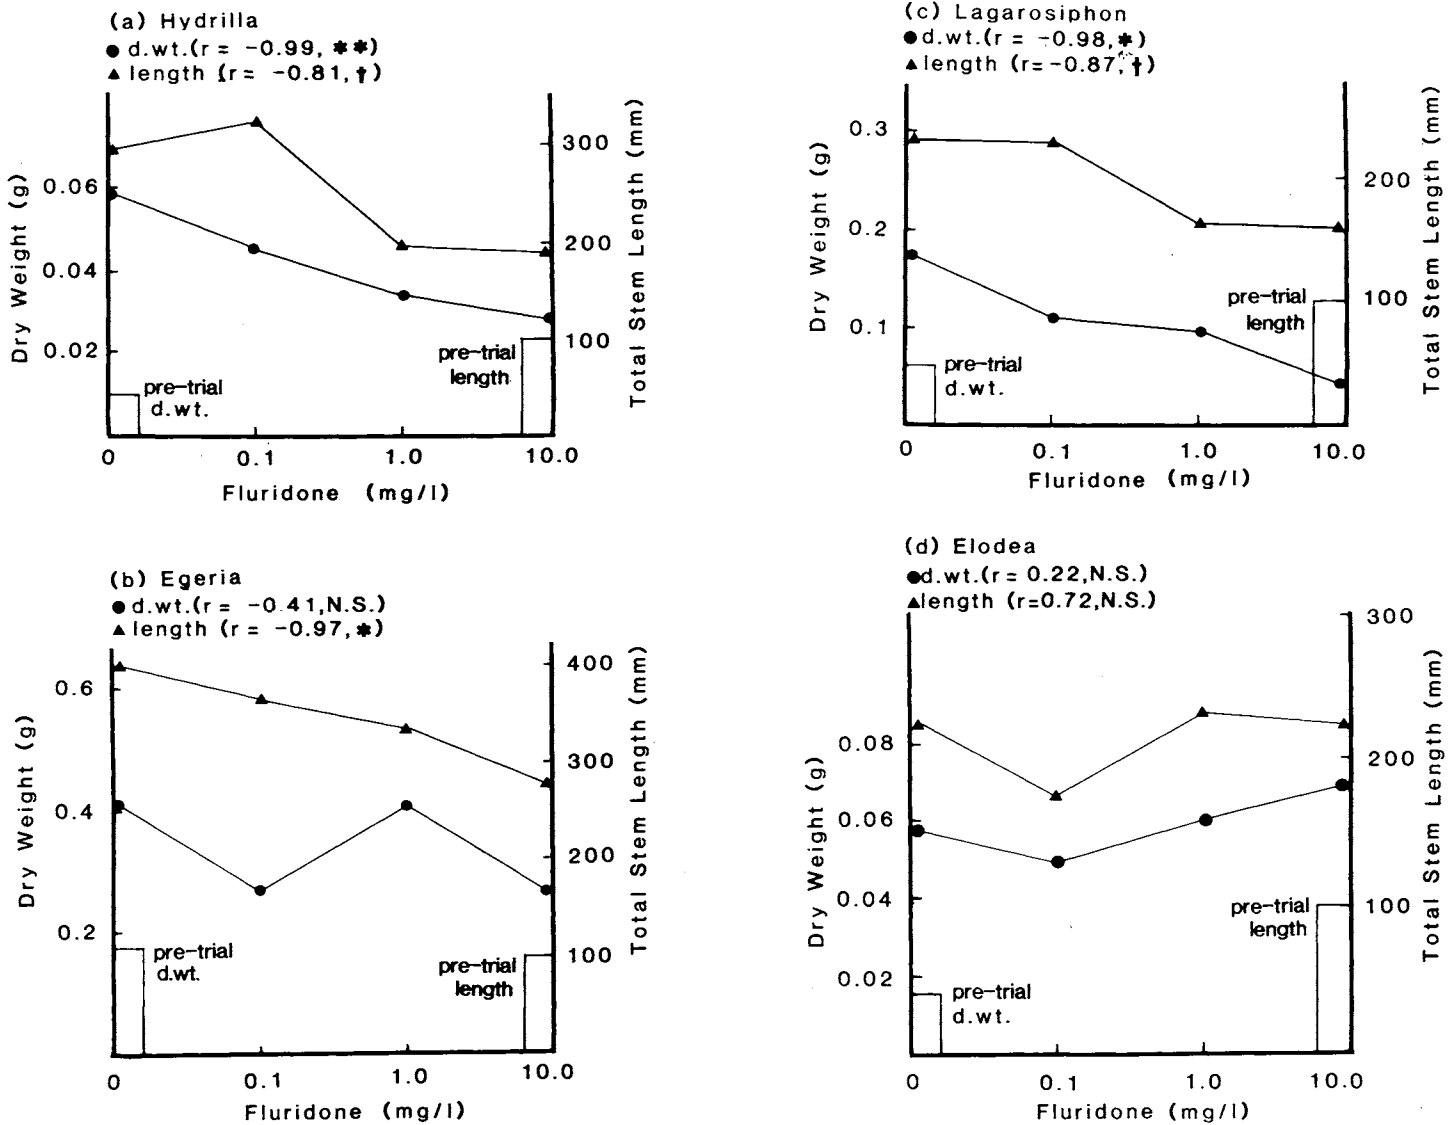 (a) Hydrilla
● d.wt.(r = -0.99, **)
▲ length (r= -0.81,†)
Dry Weight (g)
0.06
0.04
0.02
Total Stem Length (mm)
300
200
100
pre-trial
d.wt.
pre-trial
length
0 0.1 1.0 10.0
Fluridone (mg/l)
(c) Lagarosiphon
●d.wt.(r = -0.98,*)
▲ length (r=-0.87,†)
Dry Weight (g)
0.3
0.2
0.1
Total Stem Length (mm)
200
100
pre-trial
d.wt.
pre-trial
length
0 0.1 1.0 10.0
Fluridone (mg/l)
(b) Egeria
● d.wt.(r = -0.41,N.S.)
▲ length (r = -0.97,*)
Dry Weight (g)
0.6
0.4
0.2
Total Stem Length (mm)
400
300
200
100
pre-trial
d.wt.
pre-trial
length
0 0.1 1.0 10.0
Fluridone (mg/l)
(d) Elodea
●d.wt.(r = 0.22,N.S.)
▲length (r=0.72,N.S.)
Dry Weight (g)
0.08
0.06
0.04
0.02
Total Stem Length (mm)
300
200
100
pre-trial
d.wt.
pre-trial
length
0 0.1 1.0 10.0
Fluridone (mg/l)